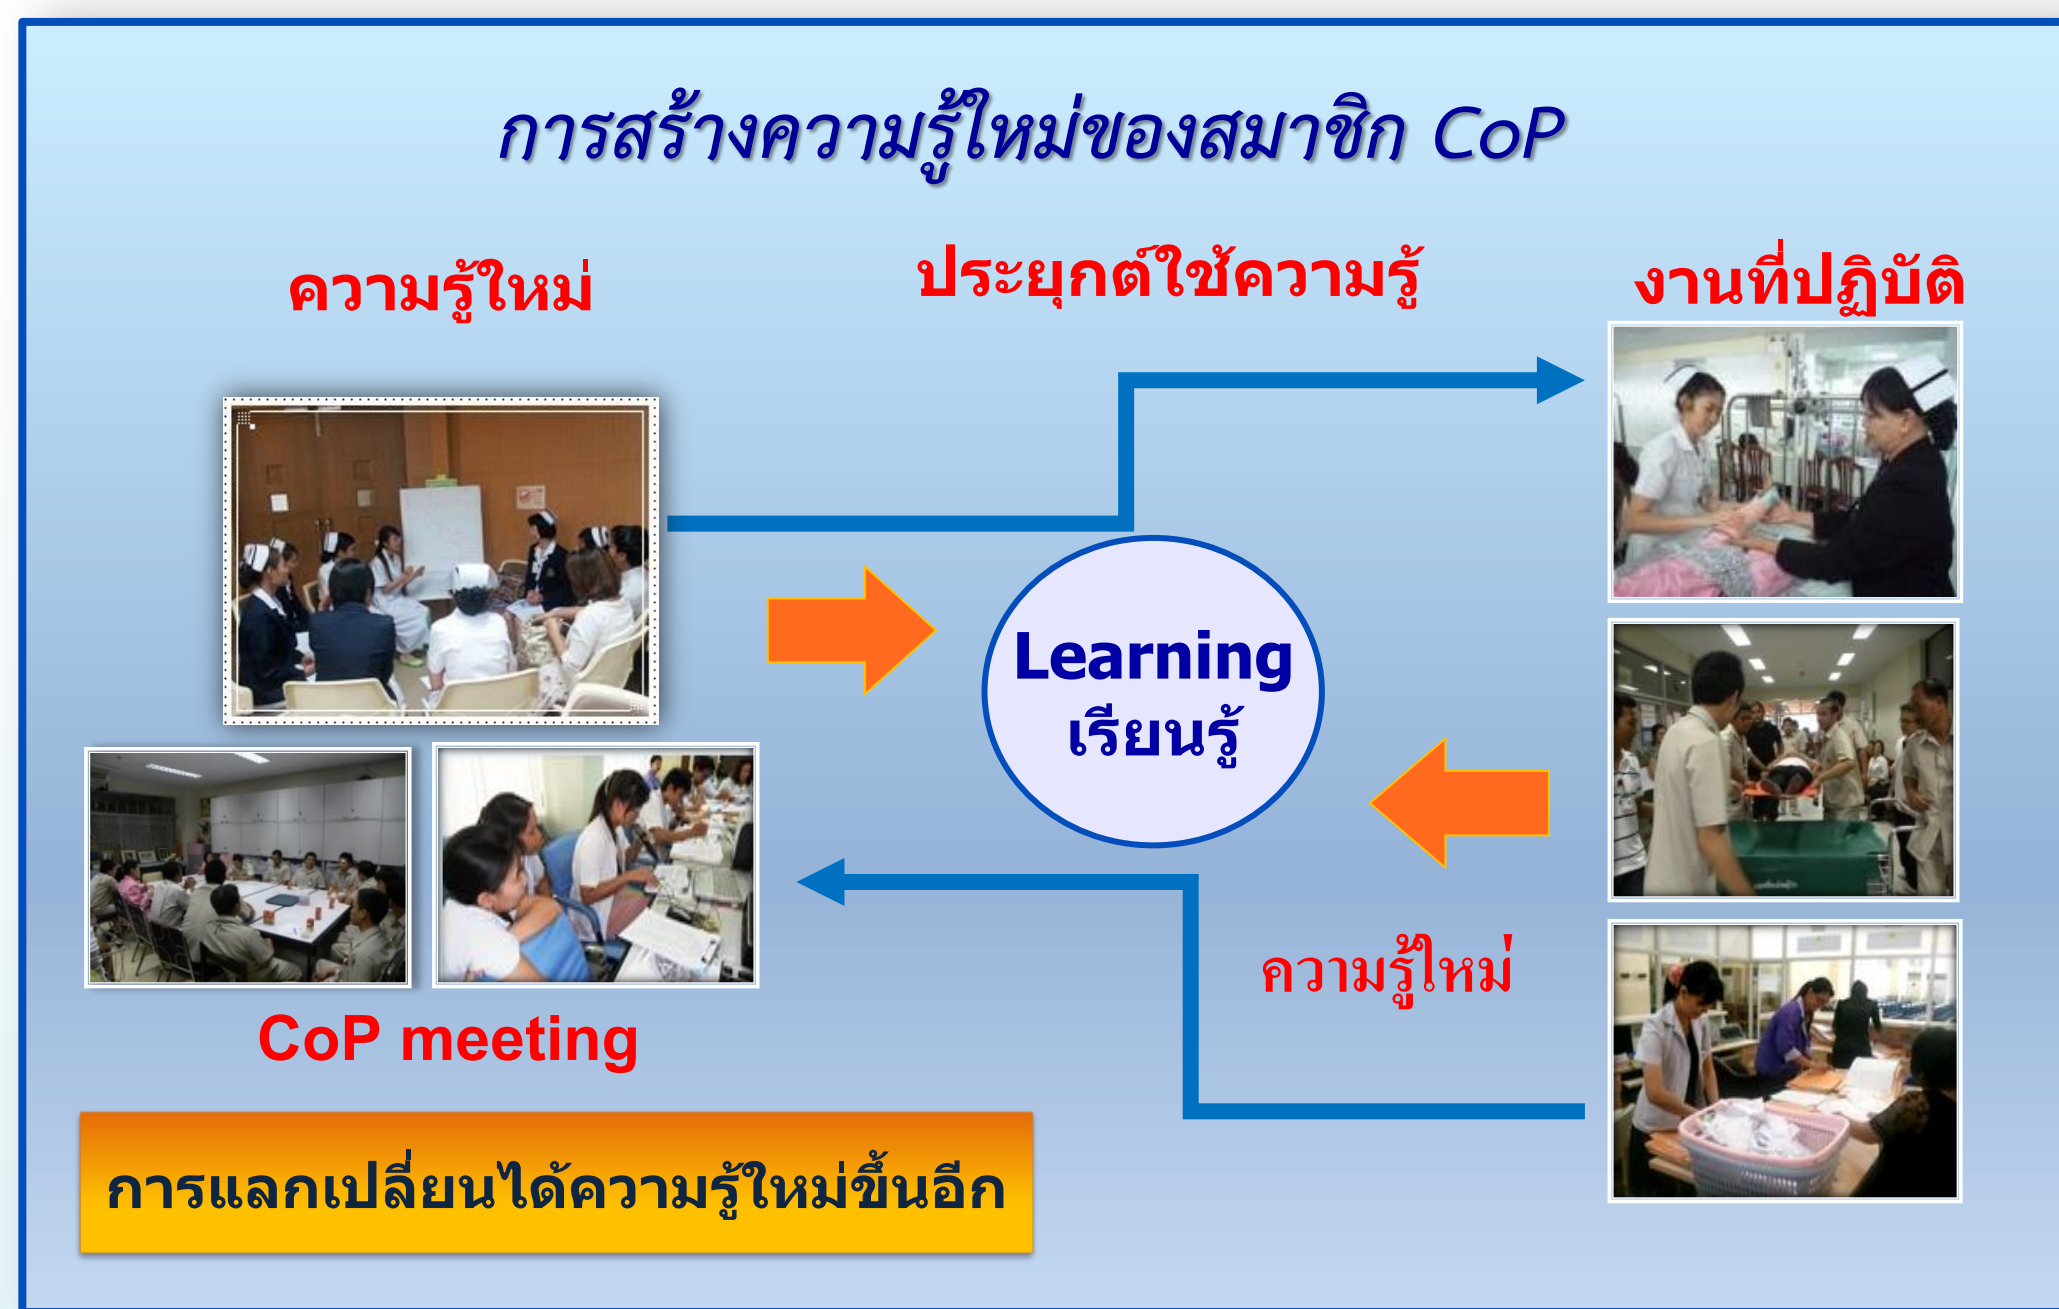 การสร้างความรู้ใหม่ของสมาชิก CoP
ความรู้ใหม่
ประยุกต์ใช้ความรู้
งานที่ปฏิบัติ
Learning
เรียนรู้
ความรู้ใหม่
CoP meeting
การแลกเปลี่ยนได้ความรู้ใหม่ขึ้นอีก